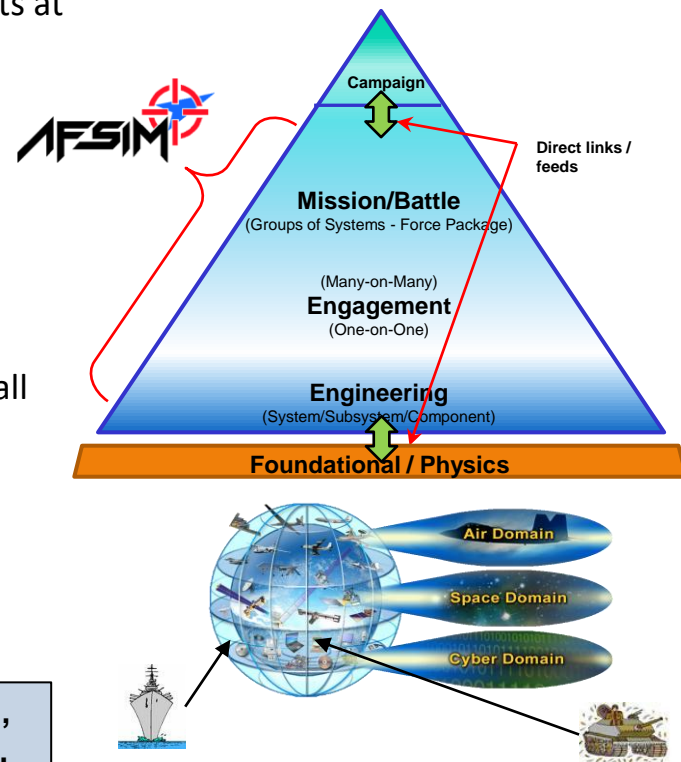 ts at
Campaign
AFSIM
Direct links /
feeds
Mission/Battle
(Groups of Systems - Force Package)
(Many-on-Many)
Engagement
(One-on-One)
all
Engineering
(System/Subsystem/Component)
Foundational / Physics
Air Domain
Space Domain
Cyber Domain
,
.